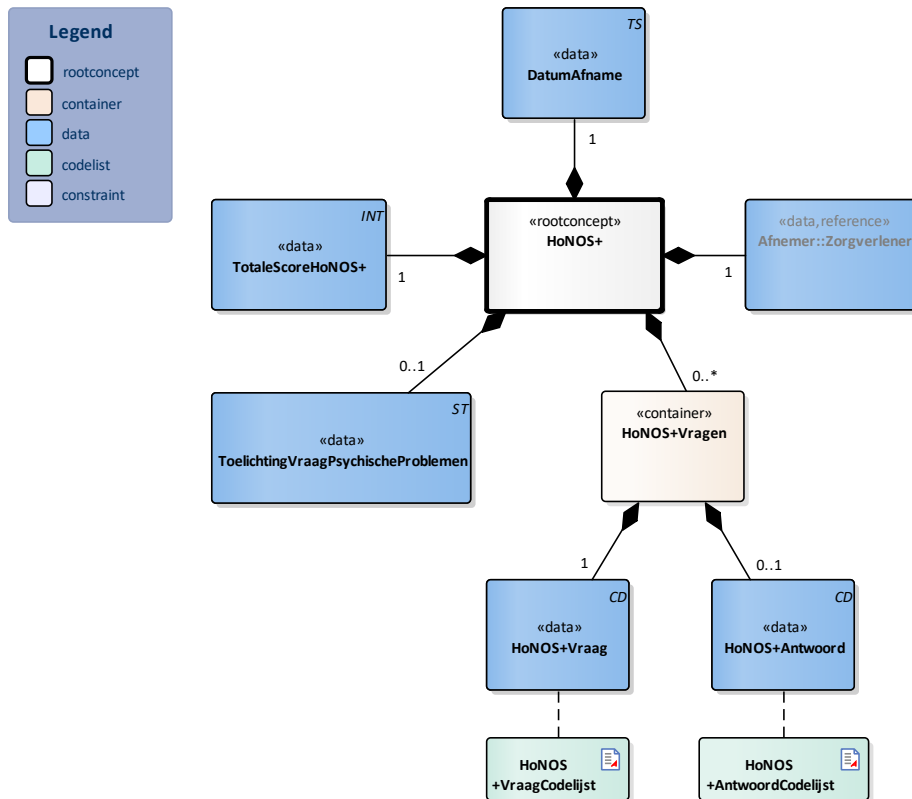 Legend
rootconcept
container
data
codelist
constraint
TS
«data»
DatumAfname
1
INT
«data»
TotaleScoreHoNOS+
1
«rootconcept»
HoNOS+
«data,reference»
Afnemer::Zorgverlener
1
0..1
0..*
ST
«data»
ToelichtingVraagPsychischeProblemen
«container»
HoNOS+Vragen
1
0..1
CD
«data»
HoNOS+Vraag
CD
«data»
HoNOS+Antwoord
HoNOS
+VraagCodelijst
HoNOS
+AntwoordCodelijst